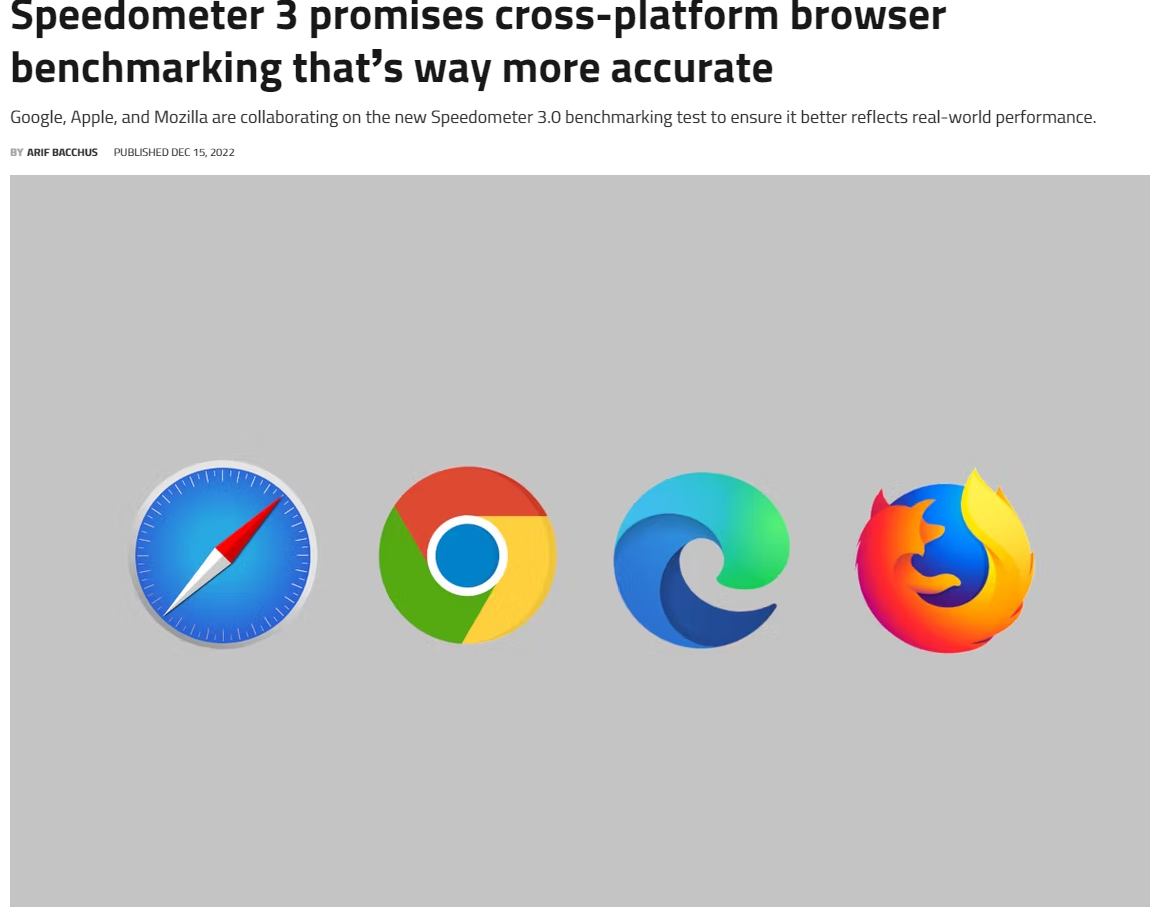 Speedometer 3 promises cross-platform browser
benchmarking that’s way more accurate
Google, Apple, and Mozilla are collaborating on the new Speedometer 3.0 benchmarking test to ensure it better reflects real-world performance.
BY ARIF BACCHUS PUBLISHED DEC 15, 2022